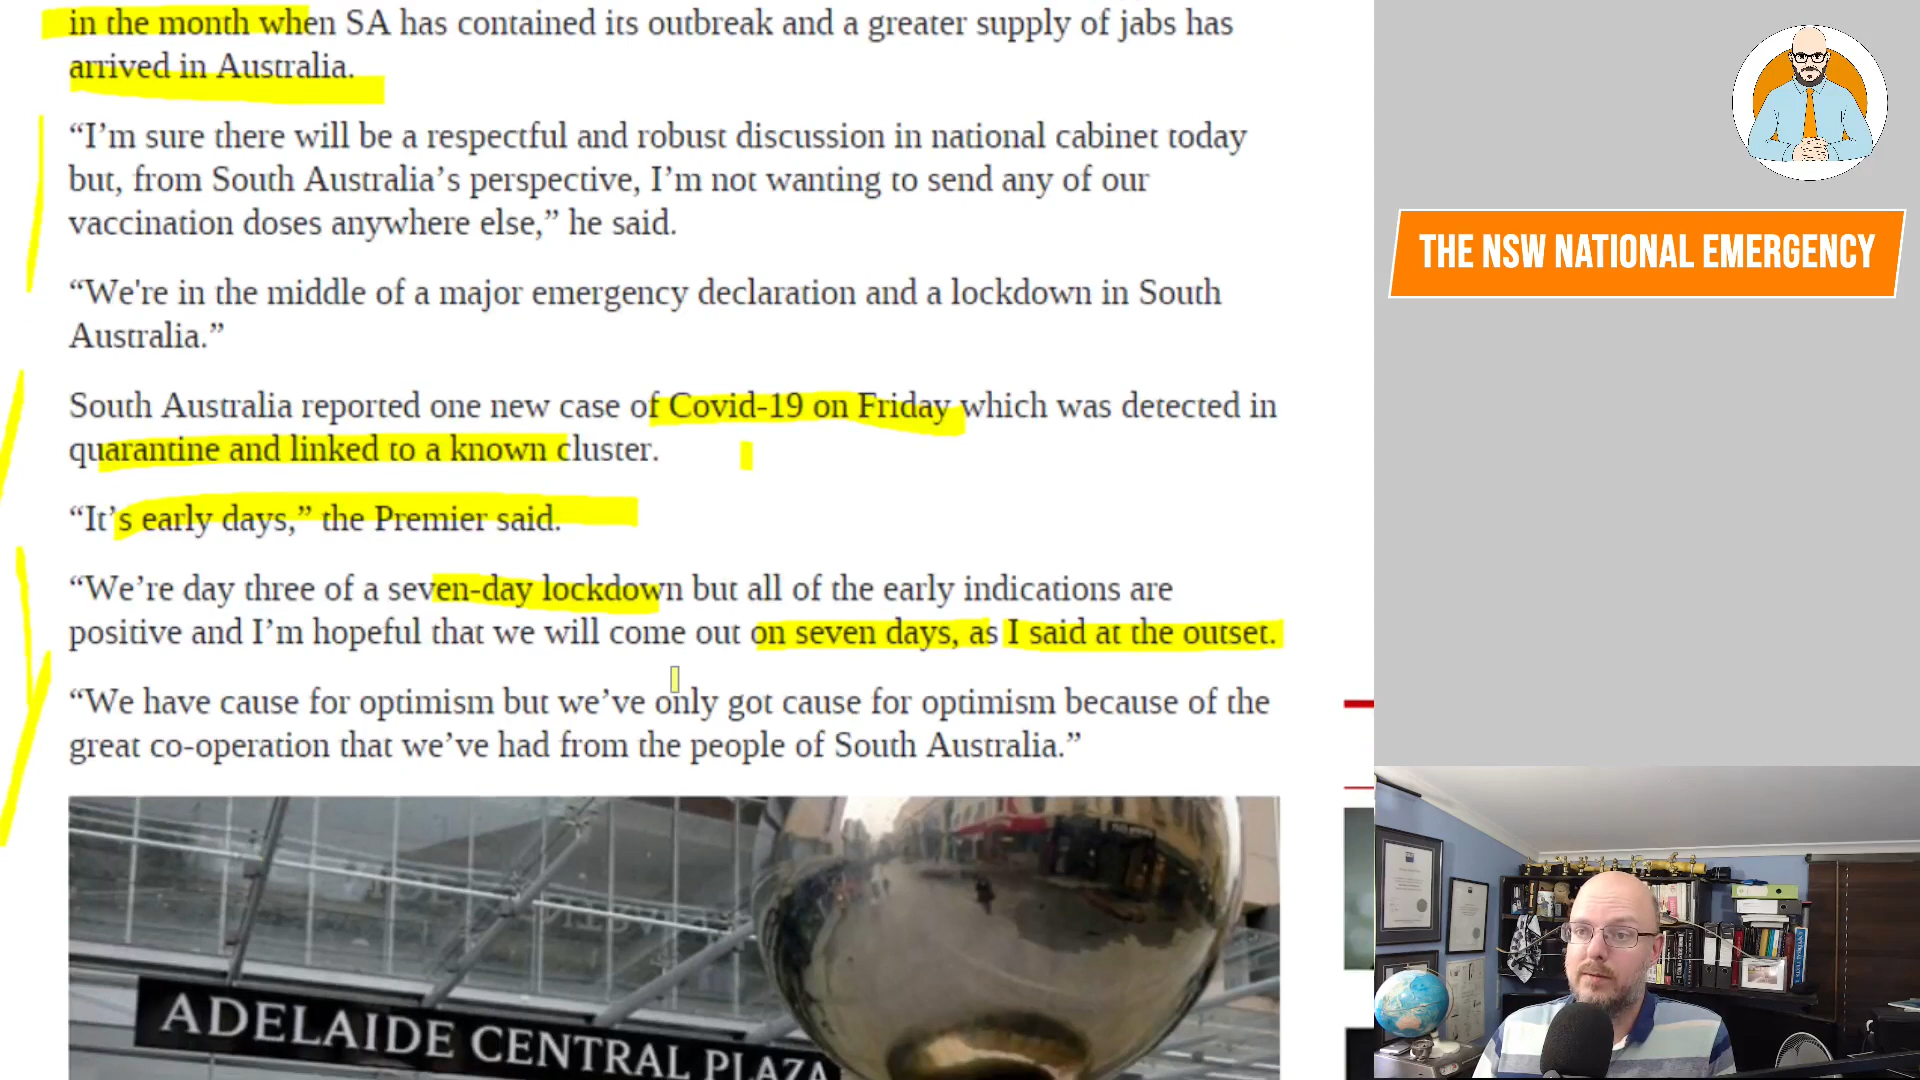 in the month when SA has contained its outbreak and a greater supply of jabs has
arrived in Australia.
“I’m sure there will be a respectful and robust discussion in national cabinet today
but, from South Australia’s perspective, I’m not wanting to send any of our
vaccination doses anywhere else,” he said.
“We're in the middle of a major emergency declaration and a lockdown in South
Australia.”
South Australia reported one new case of Covid-19 on Friday which was detected in
quarantine and linked to a known cluster.
“It’s early days,” the Premier said.
“We’re day three of a seven-day lockdown but all of the early indications are
positive and I’m hopeful that we will come out on seven days, as I said at the outset.
“We have cause for optimism but we’ve only got cause for optimism because of the
great co-operation that we’ve had from the people of South Australia.”
ADELAIDE CENTRAL PLAZA
THE NSW NATIONAL EMERGENCY